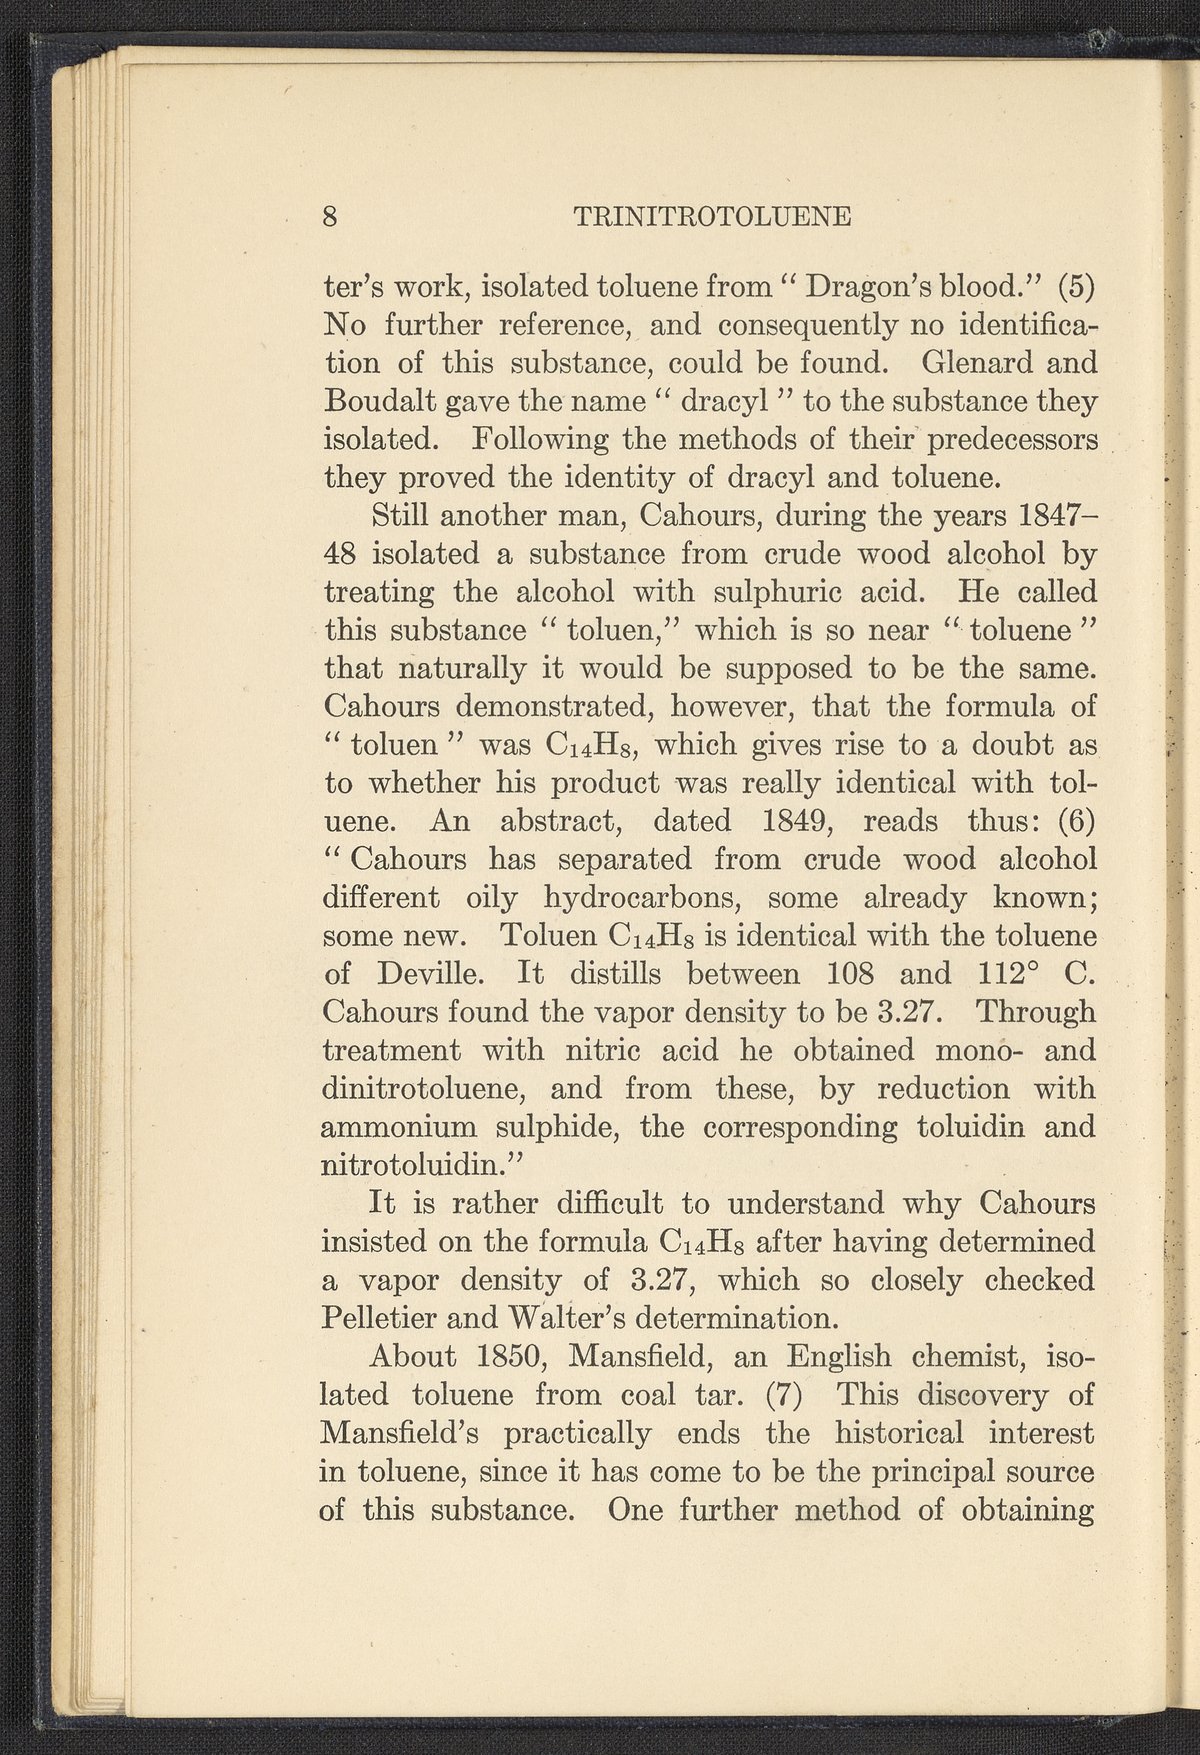 8 TRINITROTOLUENE
ter's work, isolated toluene from “ Dragon's blood.” (5)
No further reference, and consequently no identifica-
tion of this substance, could be found. Glenard and
Boudalt gave the name “ dracyl ” to the substance they
isolated. Following the methods of their predecessors
they proved the identity of dracyl and toluene.
Still another man, Cahours, during the years 1847–
48 isolated a substance from crude wood alcohol by
treating the alcohol with sulphuric acid. He called
this substance “ toluen,” which is so near “ toluene ”
that naturally it would be supposed to be the same.
Cahours demonstrated, however, that the formula of
“ toluen ” was C₁₄H₈, which gives rise to a doubt as
to whether his product was really identical with tol-
uene. An abstract, dated 1849, reads thus: (6)
“ Cahours has separated from crude wood alcohol
different oily hydrocarbons, some already known;
some new. Toluen C₁₄H₈ is identical with the toluene
of Deville. It distills between 108 and 112° C.
Cahours found the vapor density to be 3.27. Through
treatment with nitric acid he obtained mono- and
dinitrotoluene, and from these, by reduction with
ammonium sulphide, the corresponding toluidin and
nitrotoluidin.”
It is rather difficult to understand why Cahours
insisted on the formula C₁₄H₈ after having determined
a vapor density of 3.27, which so closely checked
Pelletier and Walter's determination.
About 1850, Mansfield, an English chemist, iso-
lated toluene from coal tar. (7) This discovery of
Mansfield's practically ends the historical interest
in toluene, since it has come to be the principal source
of this substance. One further method of obtaining